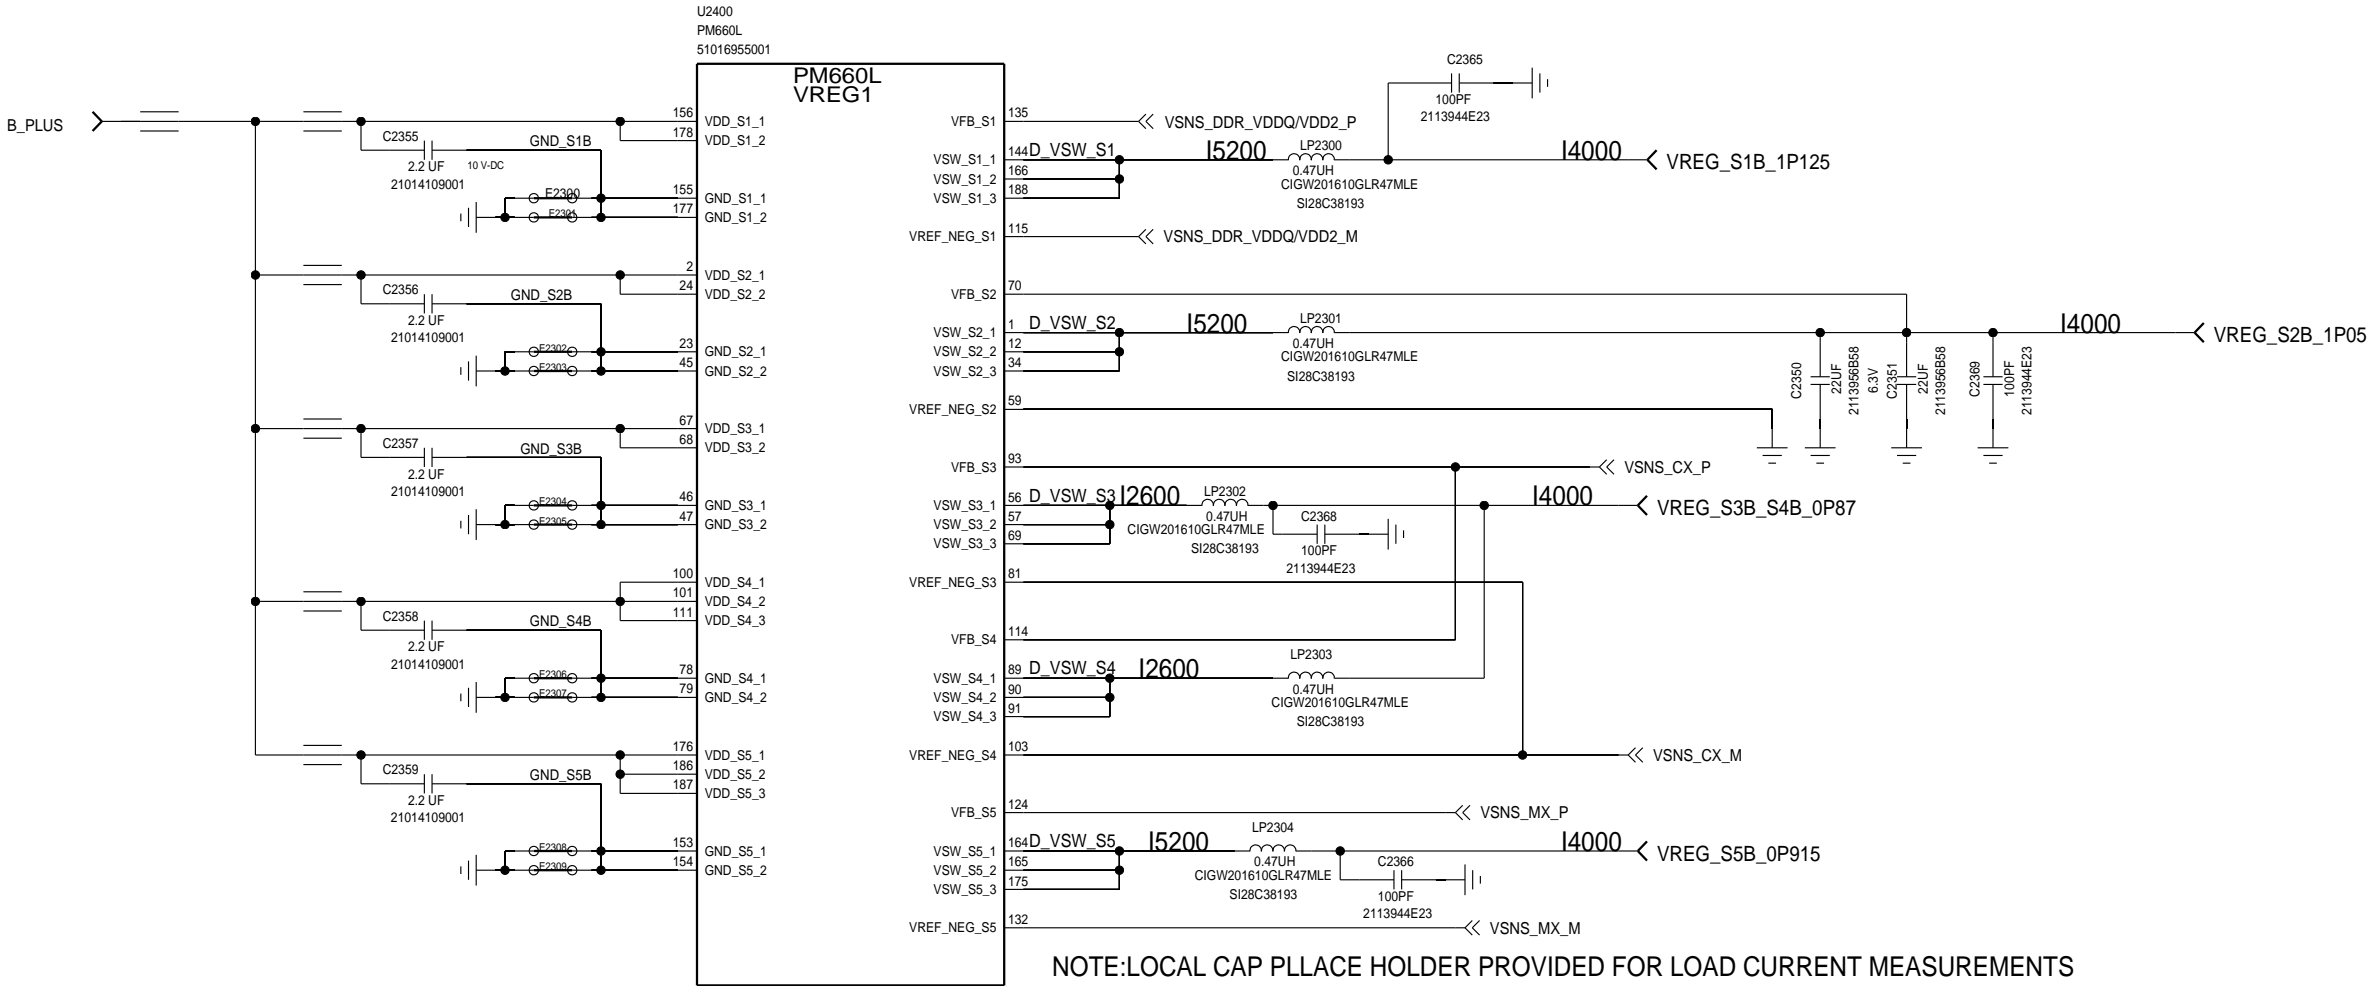 U2400
PM660L
51016955001
PM660L
VREG1
B_PLUS
C2355
2.2 UF
21014109001
10 V-DC
GND_S1B
E2300
E2301
156
VDD_S1_1
178
VDD_S1_2
155
GND_S1_1
177
GND_S1_2
C2356
2.2 UF
21014109001
GND_S2B
E2302
E2303
2
VDD_S2_1
24
VDD_S2_2
23
GND_S2_1
45
GND_S2_2
C2357
2.2 UF
21014109001
GND_S3B
E2304
E2305
67
VDD_S3_1
68
VDD_S3_2
46
GND_S3_1
47
GND_S3_2
C2358
2.2 UF
21014109001
GND_S4B
E2306
E2307
100
VDD_S4_1
101
VDD_S4_2
111
VDD_S4_3
78
GND_S4_1
79
GND_S4_2
C2359
2.2 UF
21014109001
GND_S5B
E2308
E2309
176
VDD_S5_1
186
VDD_S5_2
187
VDD_S5_3
153
GND_S5_1
154
GND_S5_2
VFB_S1
135
VSNS_DDR_VDDQ/VDD2_P
VSW_S1_1
144
D_VSW_S1
VSW_S1_2
166
VSW_S1_3
188
I5200
LP2300
0.47UH
CIGW201610GLR47MLE
SI28C38193
C2365
100PF
2113944E23
I4000
VREG_S1B_1P125
VREF_NEG_S1
115
VSNS_DDR_VDDQ/VDD2_M
VFB_S2
70
VSW_S2_1
1
D_VSW_S2
VSW_S2_2
12
VSW_S2_3
34
I5200
LP2301
0.47UH
CIGW201610GLR47MLE
SI28C38193
C2350
22UF
2113956B58
6.3V
C2351
22UF
2113956B58
C2369
100PF
2113944E23
I4000
VREG_S2B_1P05
VREF_NEG_S2
59
VFB_S3
93
VSNS_CX_P
VSW_S3_1
56
D_VSW_S3
VSW_S3_2
57
VSW_S3_3
69
I2600
LP2302
0.47UH
CIGW201610GLR47MLE
SI28C38193
C2368
100PF
2113944E23
I4000
VREG_S3B_S4B_0P87
VREF_NEG_S3
81
VFB_S4
114
VSW_S4_1
89
D_VSW_S4
VSW_S4_2
90
VSW_S4_3
91
I2600
LP2303
0.47UH
CIGW201610GLR47MLE
SI28C38193
VREF_NEG_S4
103
VSNS_CX_M
VFB_S5
124
VSNS_MX_P
VSW_S5_1
164
D_VSW_S5
VSW_S5_2
165
VSW_S5_3
175
I5200
LP2304
0.47UH
CIGW201610GLR47MLE
SI28C38193
C2366
100PF
2113944E23
I4000
VREG_S5B_0P915
VREF_NEG_S5
132
VSNS_MX_M
NOTE:LOCAL CAP PLLACE HOLDER PROVIDED FOR LOAD CURRENT MEASUREMENTS